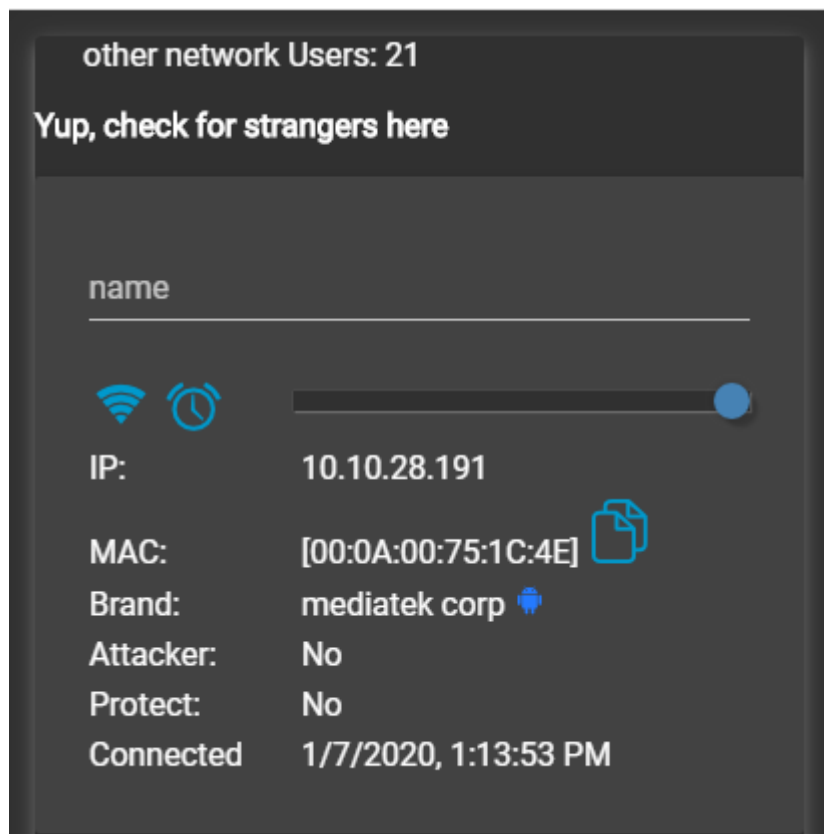 other network Users: 21
Yup, check for strangers here
name
IP: 10.10.28.191
MAC: [00:0A:00:75:1C:4E]
Brand: mediatek corp
Attacker: No
Protect: No
Connected 1/7/2020, 1:13:53 PM